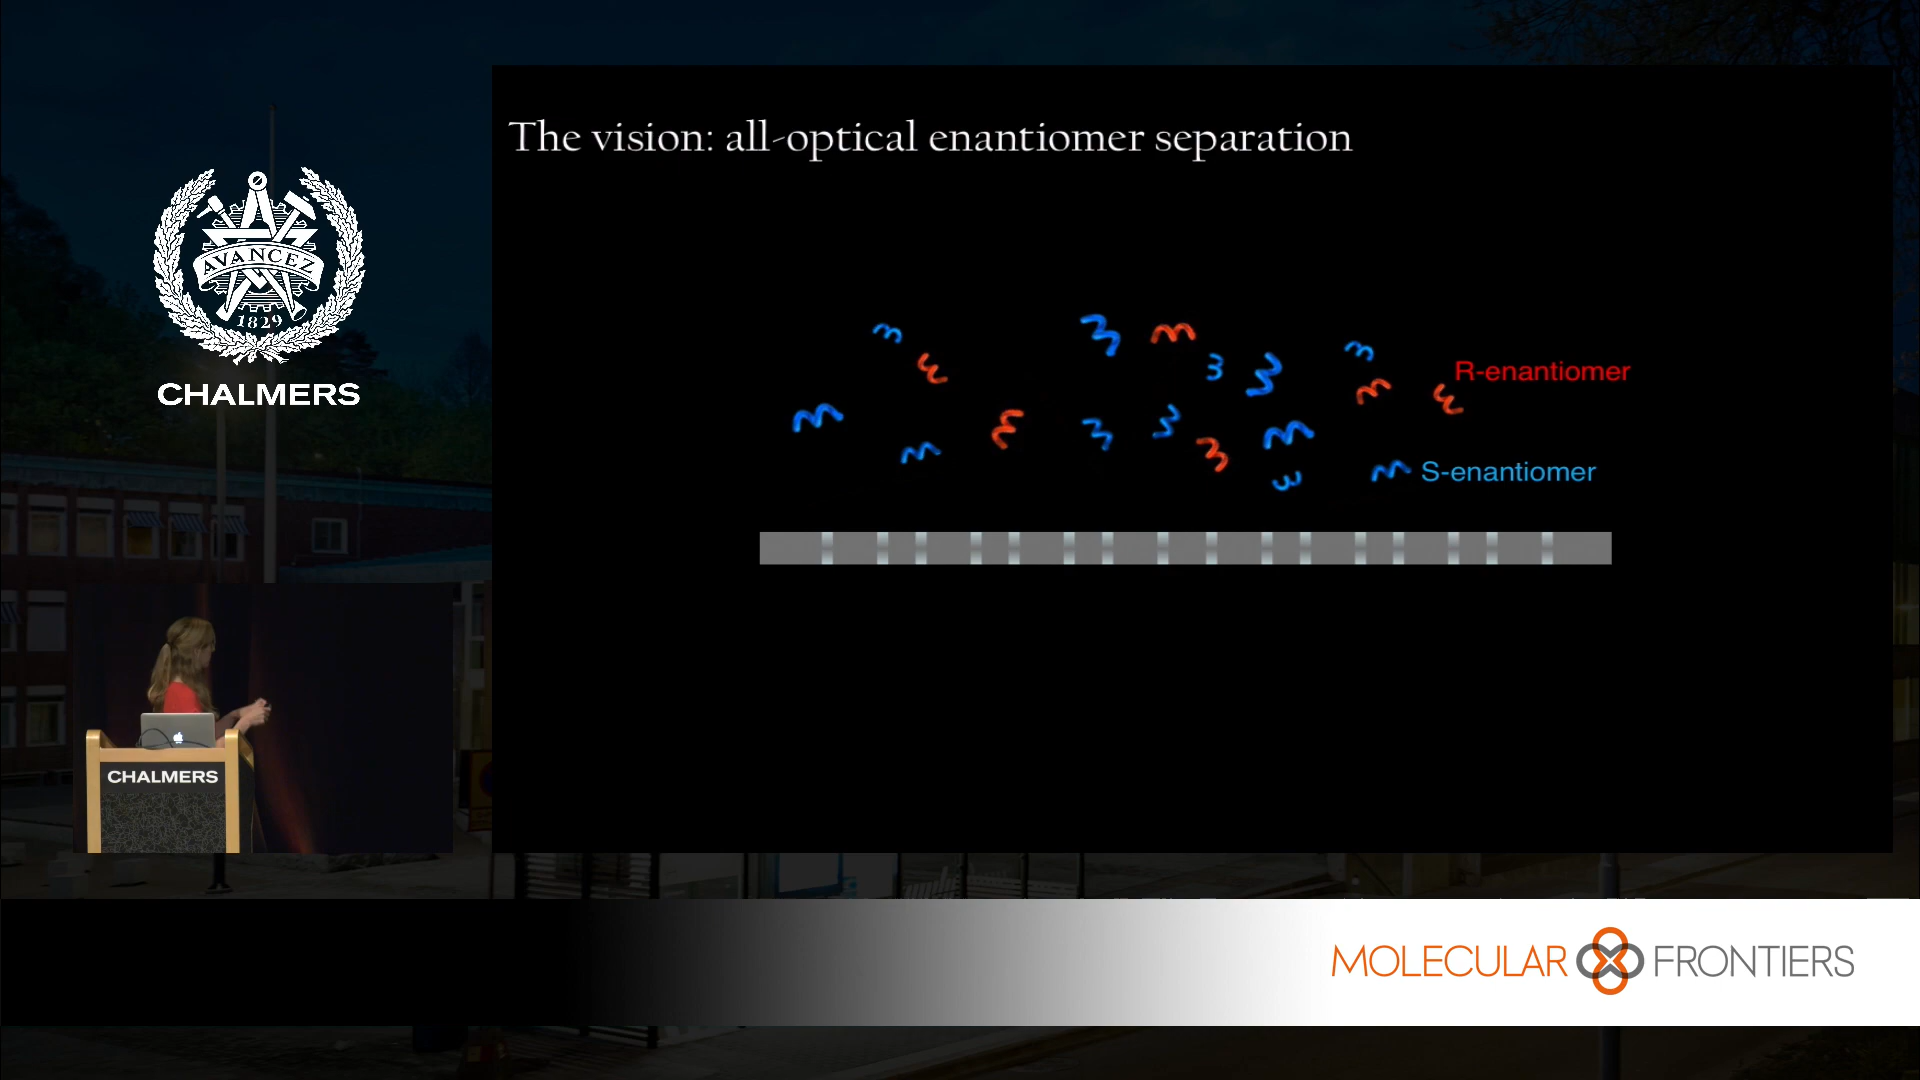 The vision: all-optical enantiomer separation
AVANCEZ
1829
CHALMERS
R-enantiomer
S-enantiomer
CHALMERS
MOLECULAR FRONTIERS